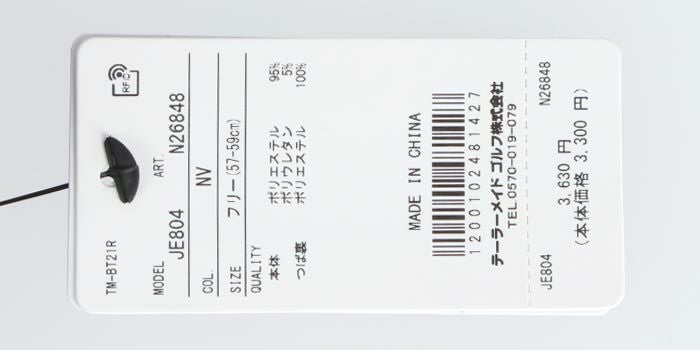 RFID
TM-BT21R
MODEL ART.
JE804 N26848
COL. NV
SIZE フリー(57-59cm)
QUALITY
本体 ポリエステル 95%
ポリウレタン 5%
つば裏 ポリエステル 100%
MADE IN CHINA
1200102481427
テーラーメイド ゴルフ株式会社
TEL.0570-019-079
JE804 N26848
3,630 円
(本体価格 3,300 円)